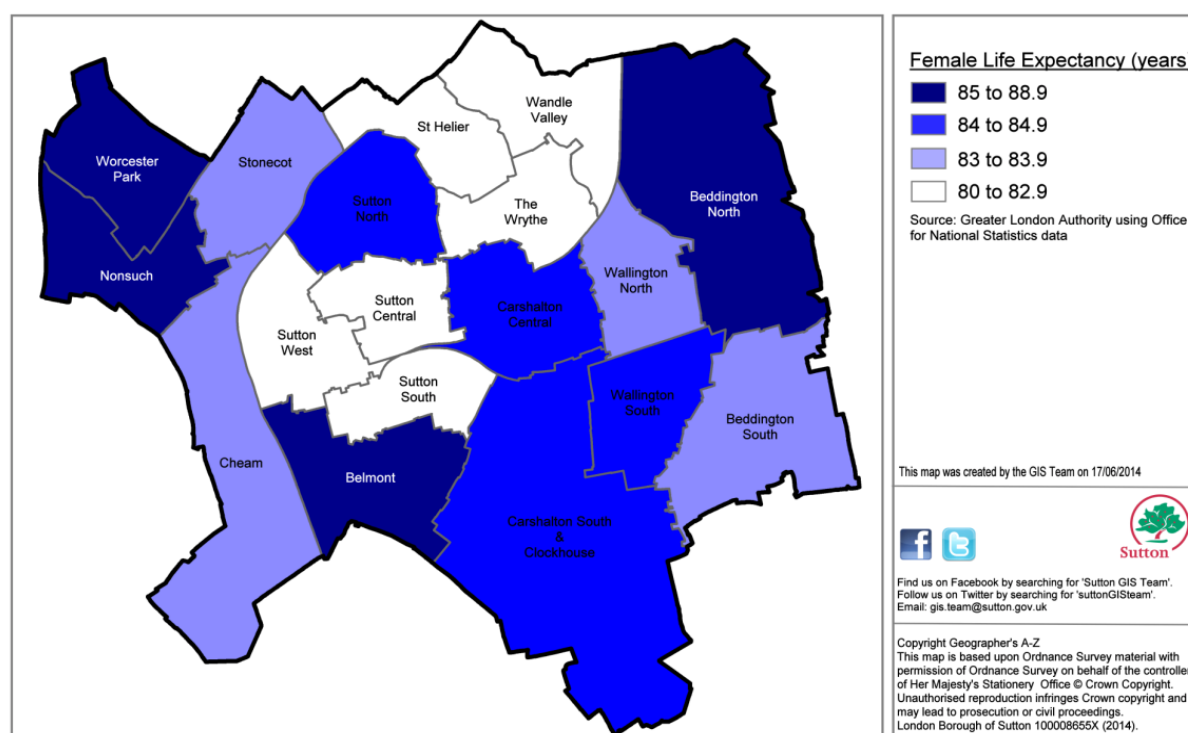 Worcester
Park
Stonecot
St Helier
Wandle
Valley
Sutton
North
The
Wrythe
Beddington
North
Nonsuch
Wallington
North
Sutton
Central
Carshalton
Central
Sutton
West
Sutton
South
Wallington
South
Beddington
South
Cheam
Belmont
Carshalton South
&
Clockhouse
Female Life Expectancy (years)
85 to 88.9
84 to 84.9
83 to 83.9
80 to 82.9
Source: Greater London Authority using Office
for National Statistics data
This map was created by the GIS Team on 17/06/2014
Sutton
Find us on Facebook by searching for 'Sutton GIS Team'.
Follow us on Twitter by searching for 'suttonGISteam'.
Email: gis.team@sutton.gov.uk
Copyright Geographer's A-Z
This map is based upon Ordnance Survey material with
permission of Ordnance Survey on behalf of the controller
of Her Majesty's Stationery Office © Crown Copyright.
Unauthorised reproduction infringes Crown copyright and
may lead to prosecution or civil proceedings.
London Borough of Sutton 100008655X (2014).